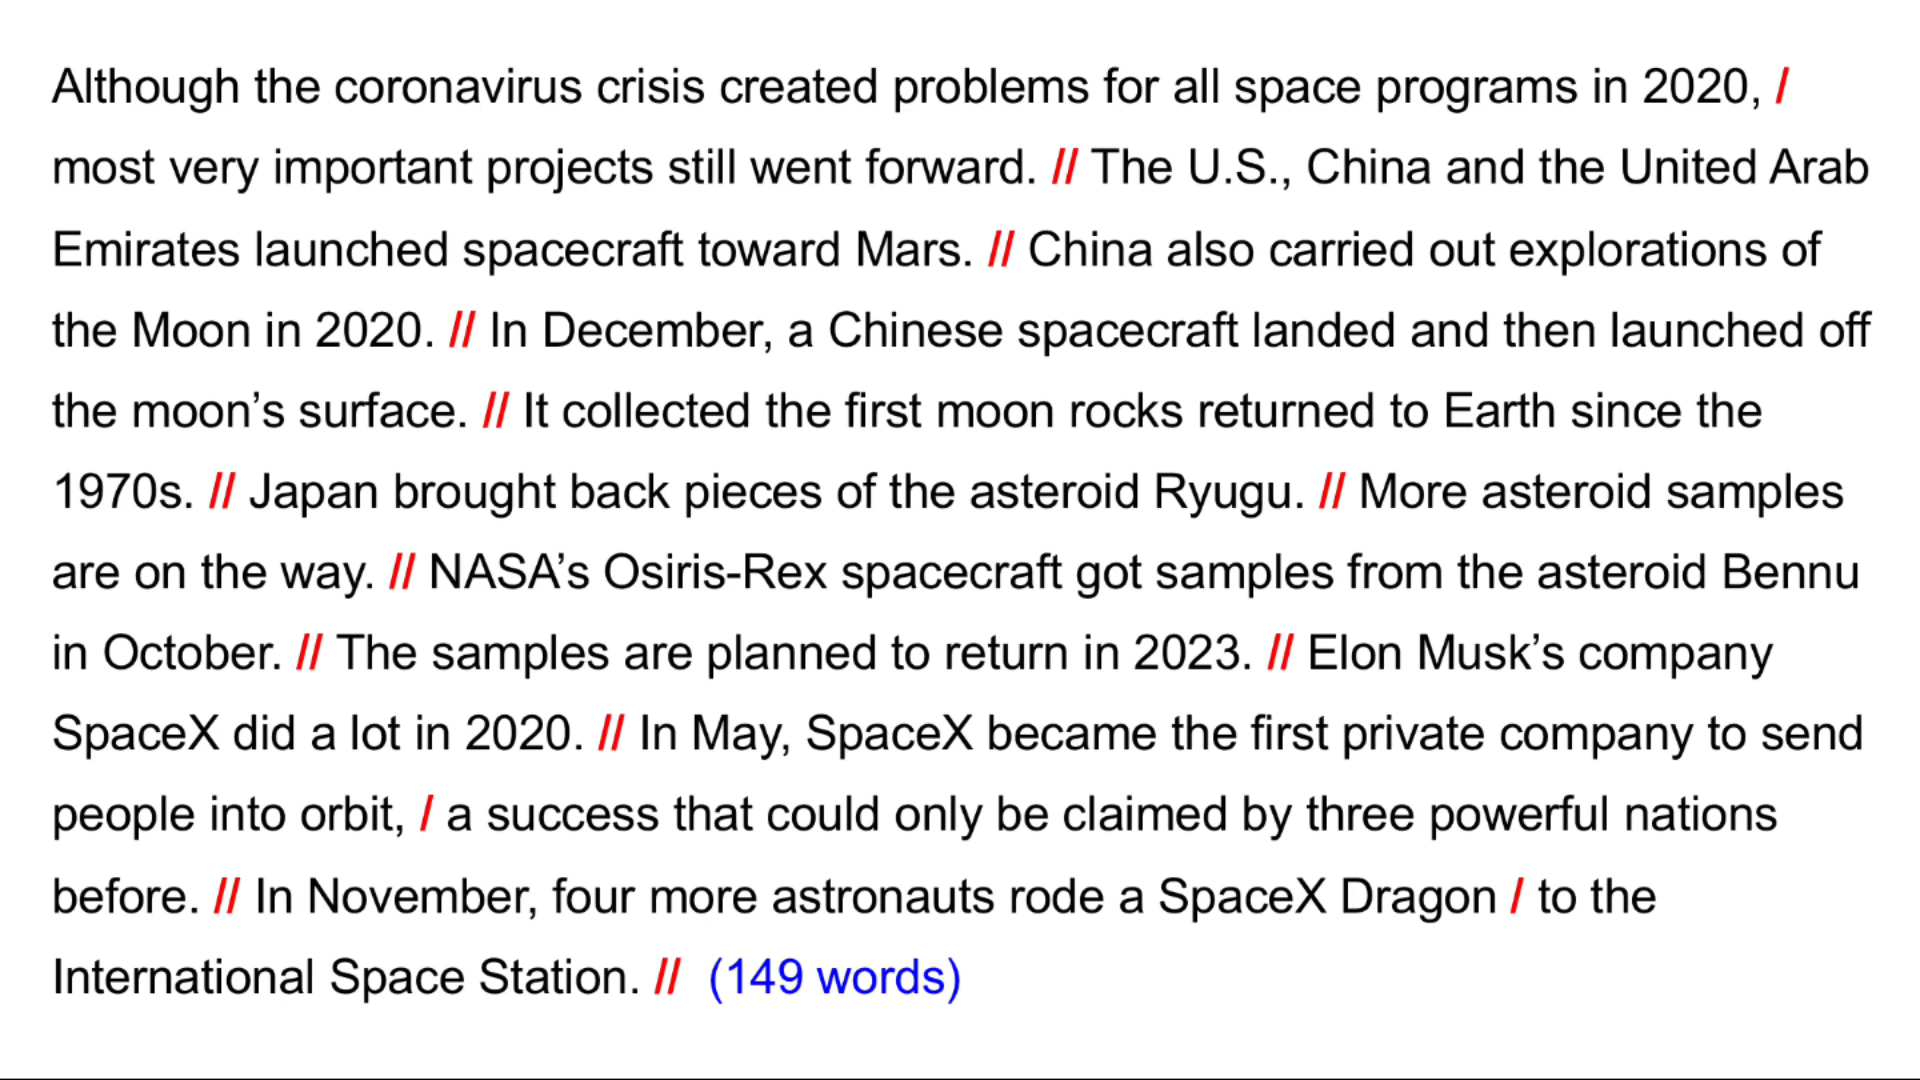 Although the coronavirus crisis created problems for all space programs in 2020, /
most very important projects still went forward. // The U.S., China and the United Arab
Emirates launched spacecraft toward Mars. // China also carried out explorations of
the Moon in 2020. // In December, a Chinese spacecraft landed and then launched off
the moon’s surface. // It collected the first moon rocks returned to Earth since the
1970s. // Japan brought back pieces of the asteroid Ryugu. // More asteroid samples
are on the way. // NASA’s Osiris-Rex spacecraft got samples from the asteroid Bennu
in October. // The samples are planned to return in 2023. // Elon Musk’s company
SpaceX did a lot in 2020. // In May, SpaceX became the first private company to send
people into orbit, / a success that could only be claimed by three powerful nations
before. // In November, four more astronauts rode a SpaceX Dragon / to the
International Space Station. // (149 words)